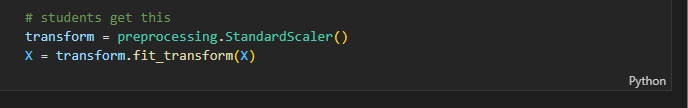 # students get this
transform = preprocessing.StandardScaler()
X = transform.fit_transform(X)
Python